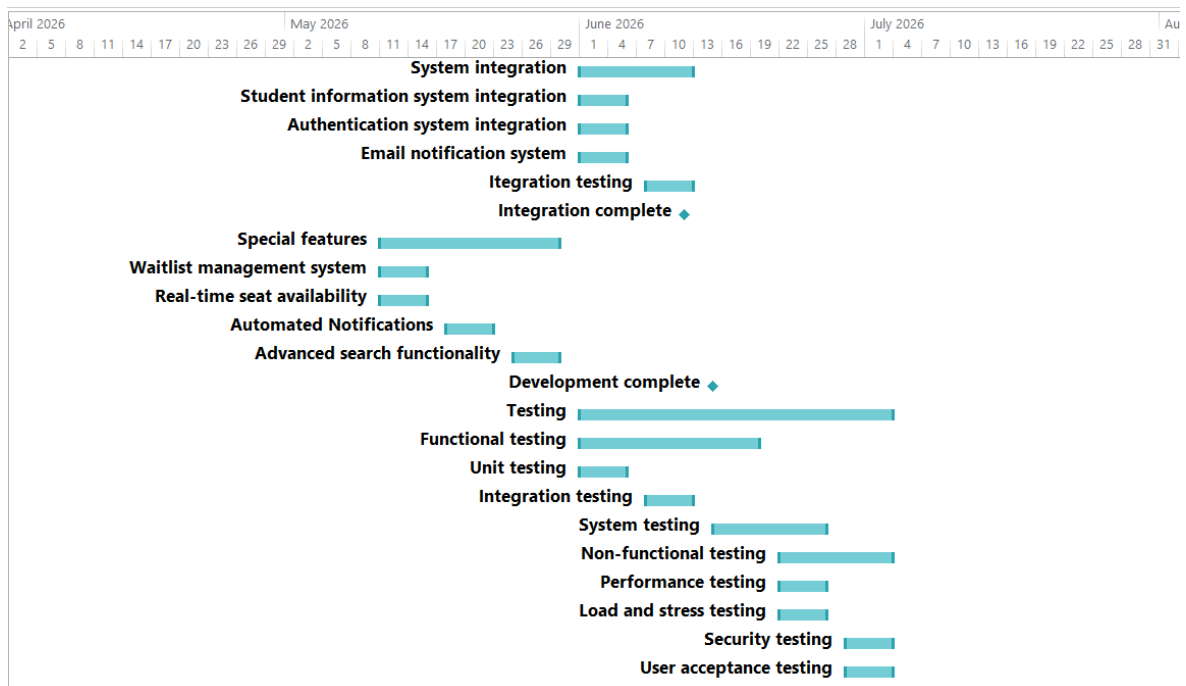 April 2026 May 2026 June 2026 July 2026 Au
2 5 8 11 14 17 20 23 26 29 2 5 8 11 14 17 20 23 26 29 1 4 7 10 13 16 19 22 25 28 1 4 7 10 13 16 19 22 25 28 31
System integration
Student information system integration
Authentication system integration
Email notification system
Itegration testing
Integration complete
Special features
Waitlist management system
Real-time seat availability
Automated Notifications
Advanced search functionality
Development complete
Testing
Functional testing
Unit testing
Integration testing
System testing
Non-functional testing
Performance testing
Load and stress testing
Security testing
User acceptance testing